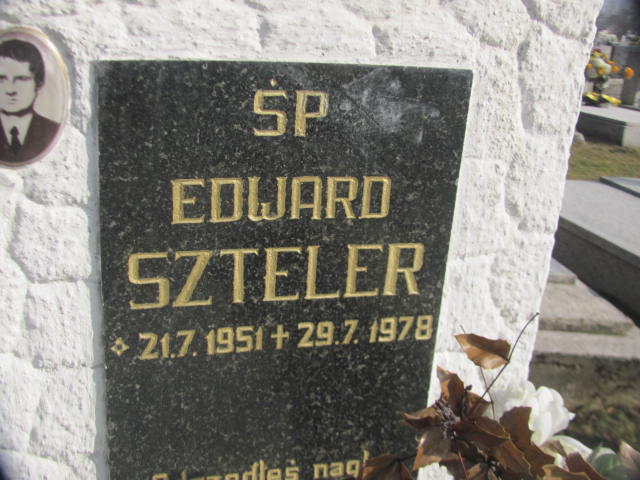 ŚP
EDWARD
SZTELER
21.7. 1951 + 29.7. 1978